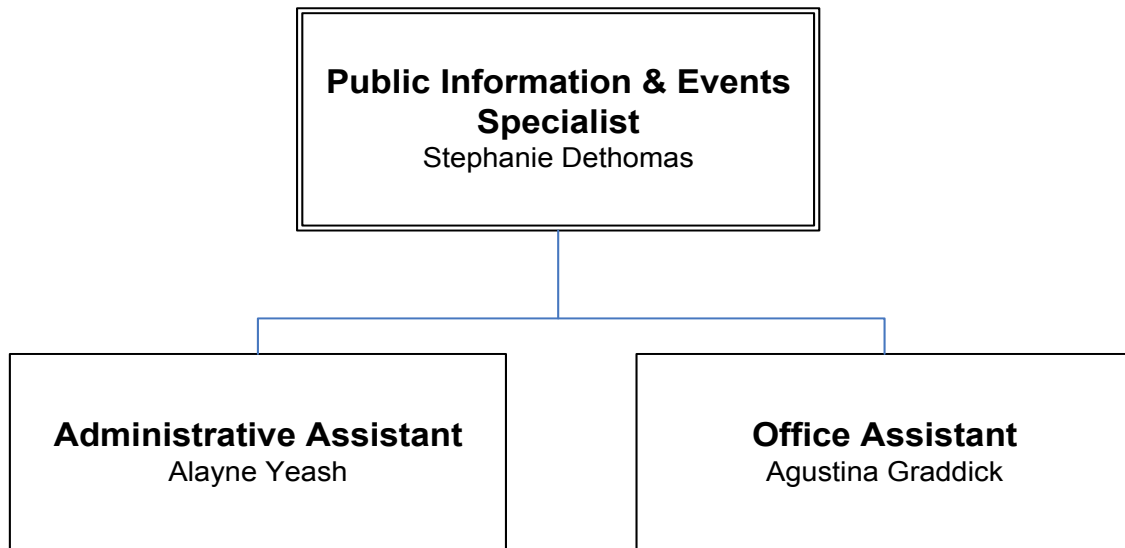 Public Information & Events
Specialist
Stephanie Dethomas
Administrative Assistant
Alayne Yeash
Office Assistant
Agustina Graddick